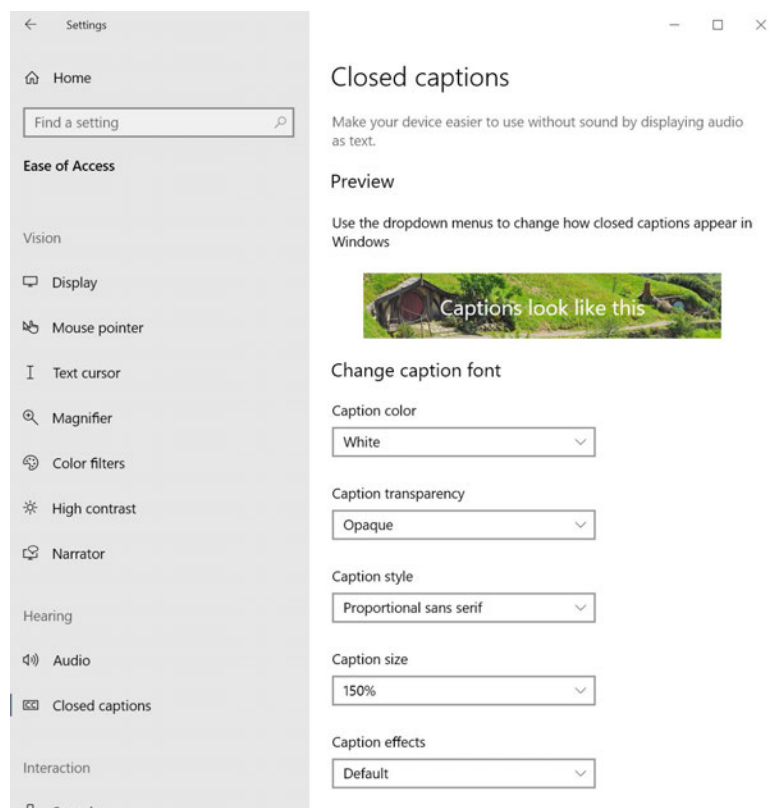 Settings
Home
Find a setting
Ease of Access
Vision
Display
Mouse pointer
Text cursor
Magnifier
Color filters
High contrast
Narrator
Hearing
Audio
Closed captions
Interaction
Closed captions
Make your device easier to use without sound by displaying audio
as text.
Preview
Use the dropdown menus to change how closed captions appear in
Windows
Captions look like this
Change caption font
Caption color
White
Caption transparency
Opaque
Caption style
Proportional sans serif
Caption size
150%
Caption effects
Default